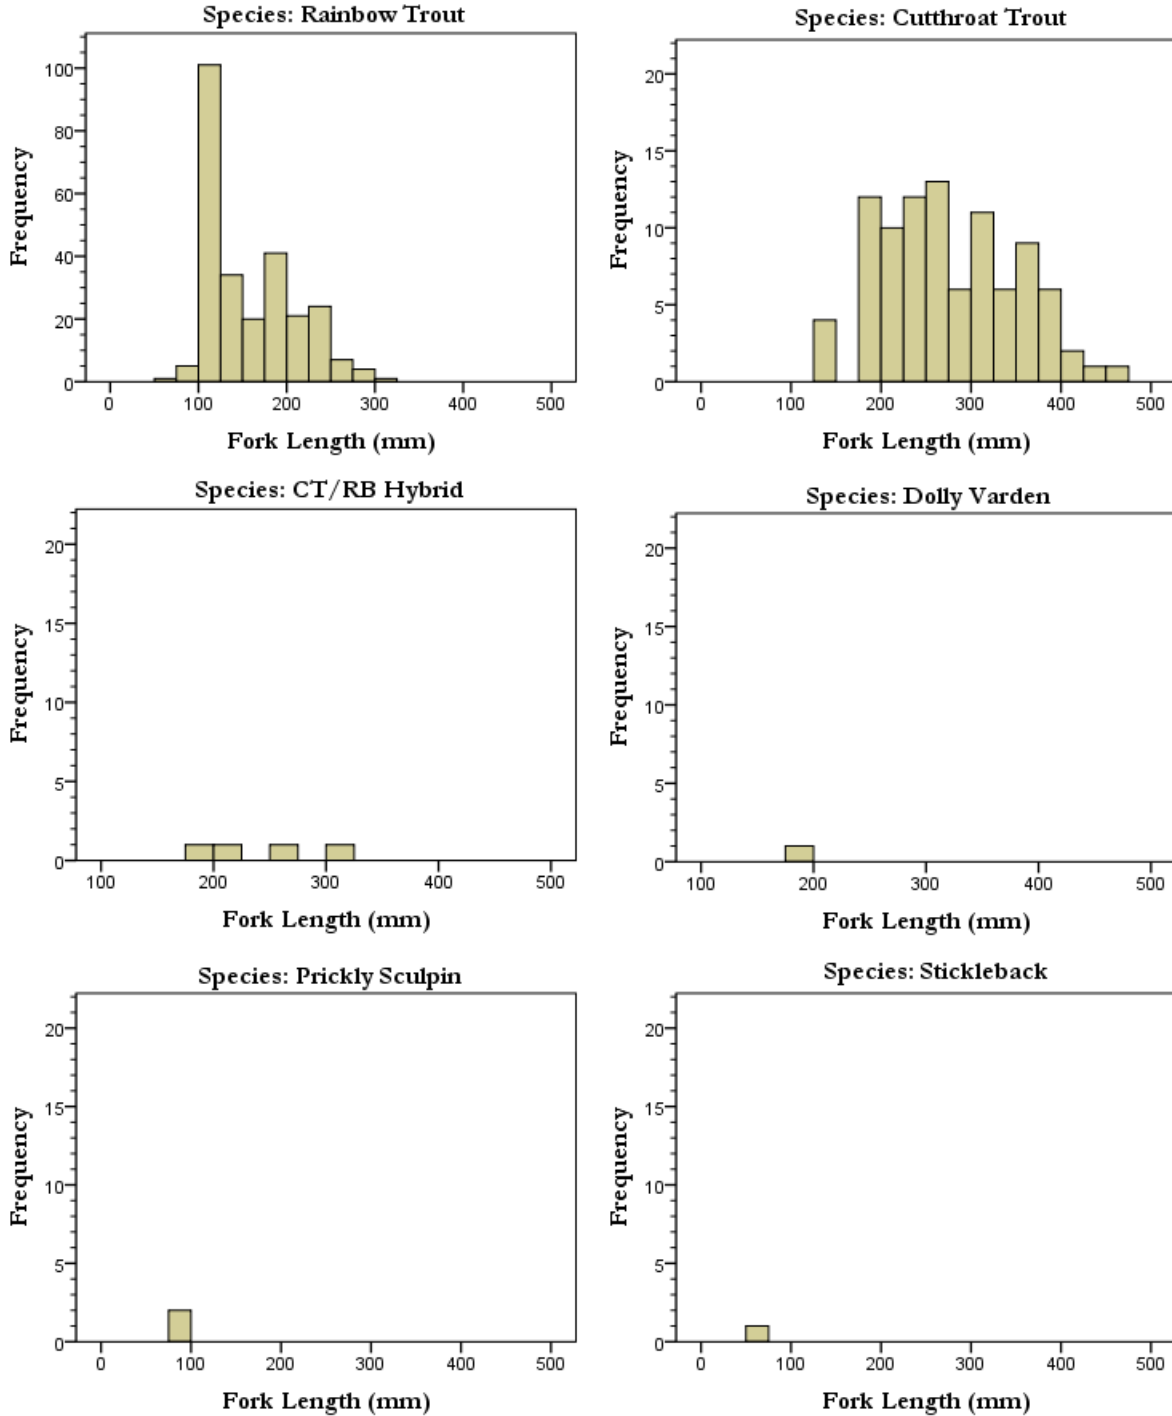 Species: Rainbow Trout
Frequency
100
80
60
40
20
0
0 100 200 300 400 500
Fork Length (mm)
Species: Cutthroat Trout
Frequency
20
15
10
5
0
0 100 200 300 400 500
Fork Length (mm)
Species: CT/RB Hybrid
Frequency
20
15
10
5
0
100 200 300 400 500
Fork Length (mm)
Species: Dolly Varden
Frequency
20
15
10
5
0
100 200 300 400 500
Fork Length (mm)
Species: Prickly Sculpin
Frequency
20
15
10
5
0
0 100 200 300 400 500
Fork Length (mm)
Species: Stickleback
Frequency
20
15
10
5
0
0 100 200 300 400 500
Fork Length (mm)